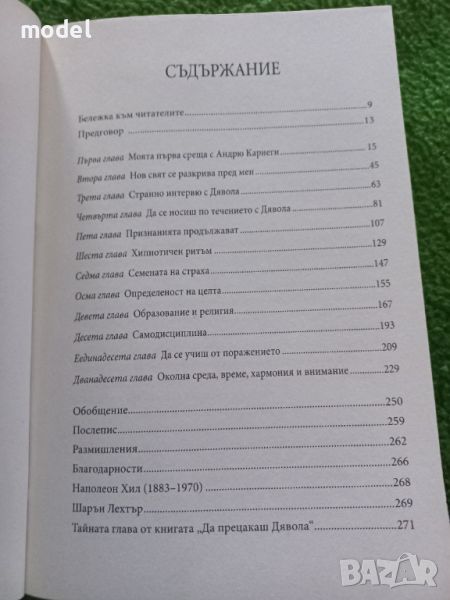 model
model
СЪДЪРЖАНИЕ
Бележка към читателите 9
Предговор 13
Първа глава Моята първа среща с Андрю Карнеги 15
Втора глава Нов свят се разкрива пред мен 45
Трета глава Странно интервю с Дявола 63
Четвърта глава Да се носиш по течението с Дявола 81
Пета глава Признанията продължават 107
Шеста глава Хипнотичен ритъм 129
Седма глава Семената на страха 147
Осма глава Определеност на целта 155
Девета глава Образование и религия 167
Десета глава Самодисциплина 193
Еединадесета глава Да се учиш от поражението 209
Дванадесета глава Околна среда, време, хармония и внимание 229
Обобщение 250
Послепис 259
Размишления 262
Благодарности 266
Наполеон Хил (1883–1970) 268
Шарън Лехтър 269
Тайната глава от книгата „Да прецакаш Дявола“ 271
BAZAR